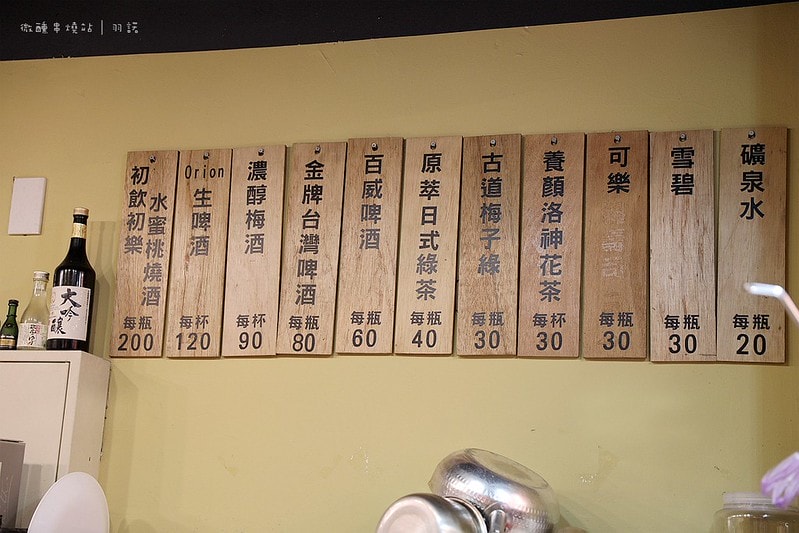 微醺串燒站 | 羽諾
初飲初樂
水蜜桃燒酒
每瓶
200
Orion
生啤酒
每杯
120
濃醇梅酒
每杯
90
金牌台灣啤酒
每瓶
80
百威啤酒
每瓶
60
原萃日式綠茶
每瓶
40
古道梅子綠
每瓶
30
養顏洛神花茶
每杯
30
可樂
每瓶
30
雪碧
每瓶
30
礦泉水
每瓶
20
大吟醸